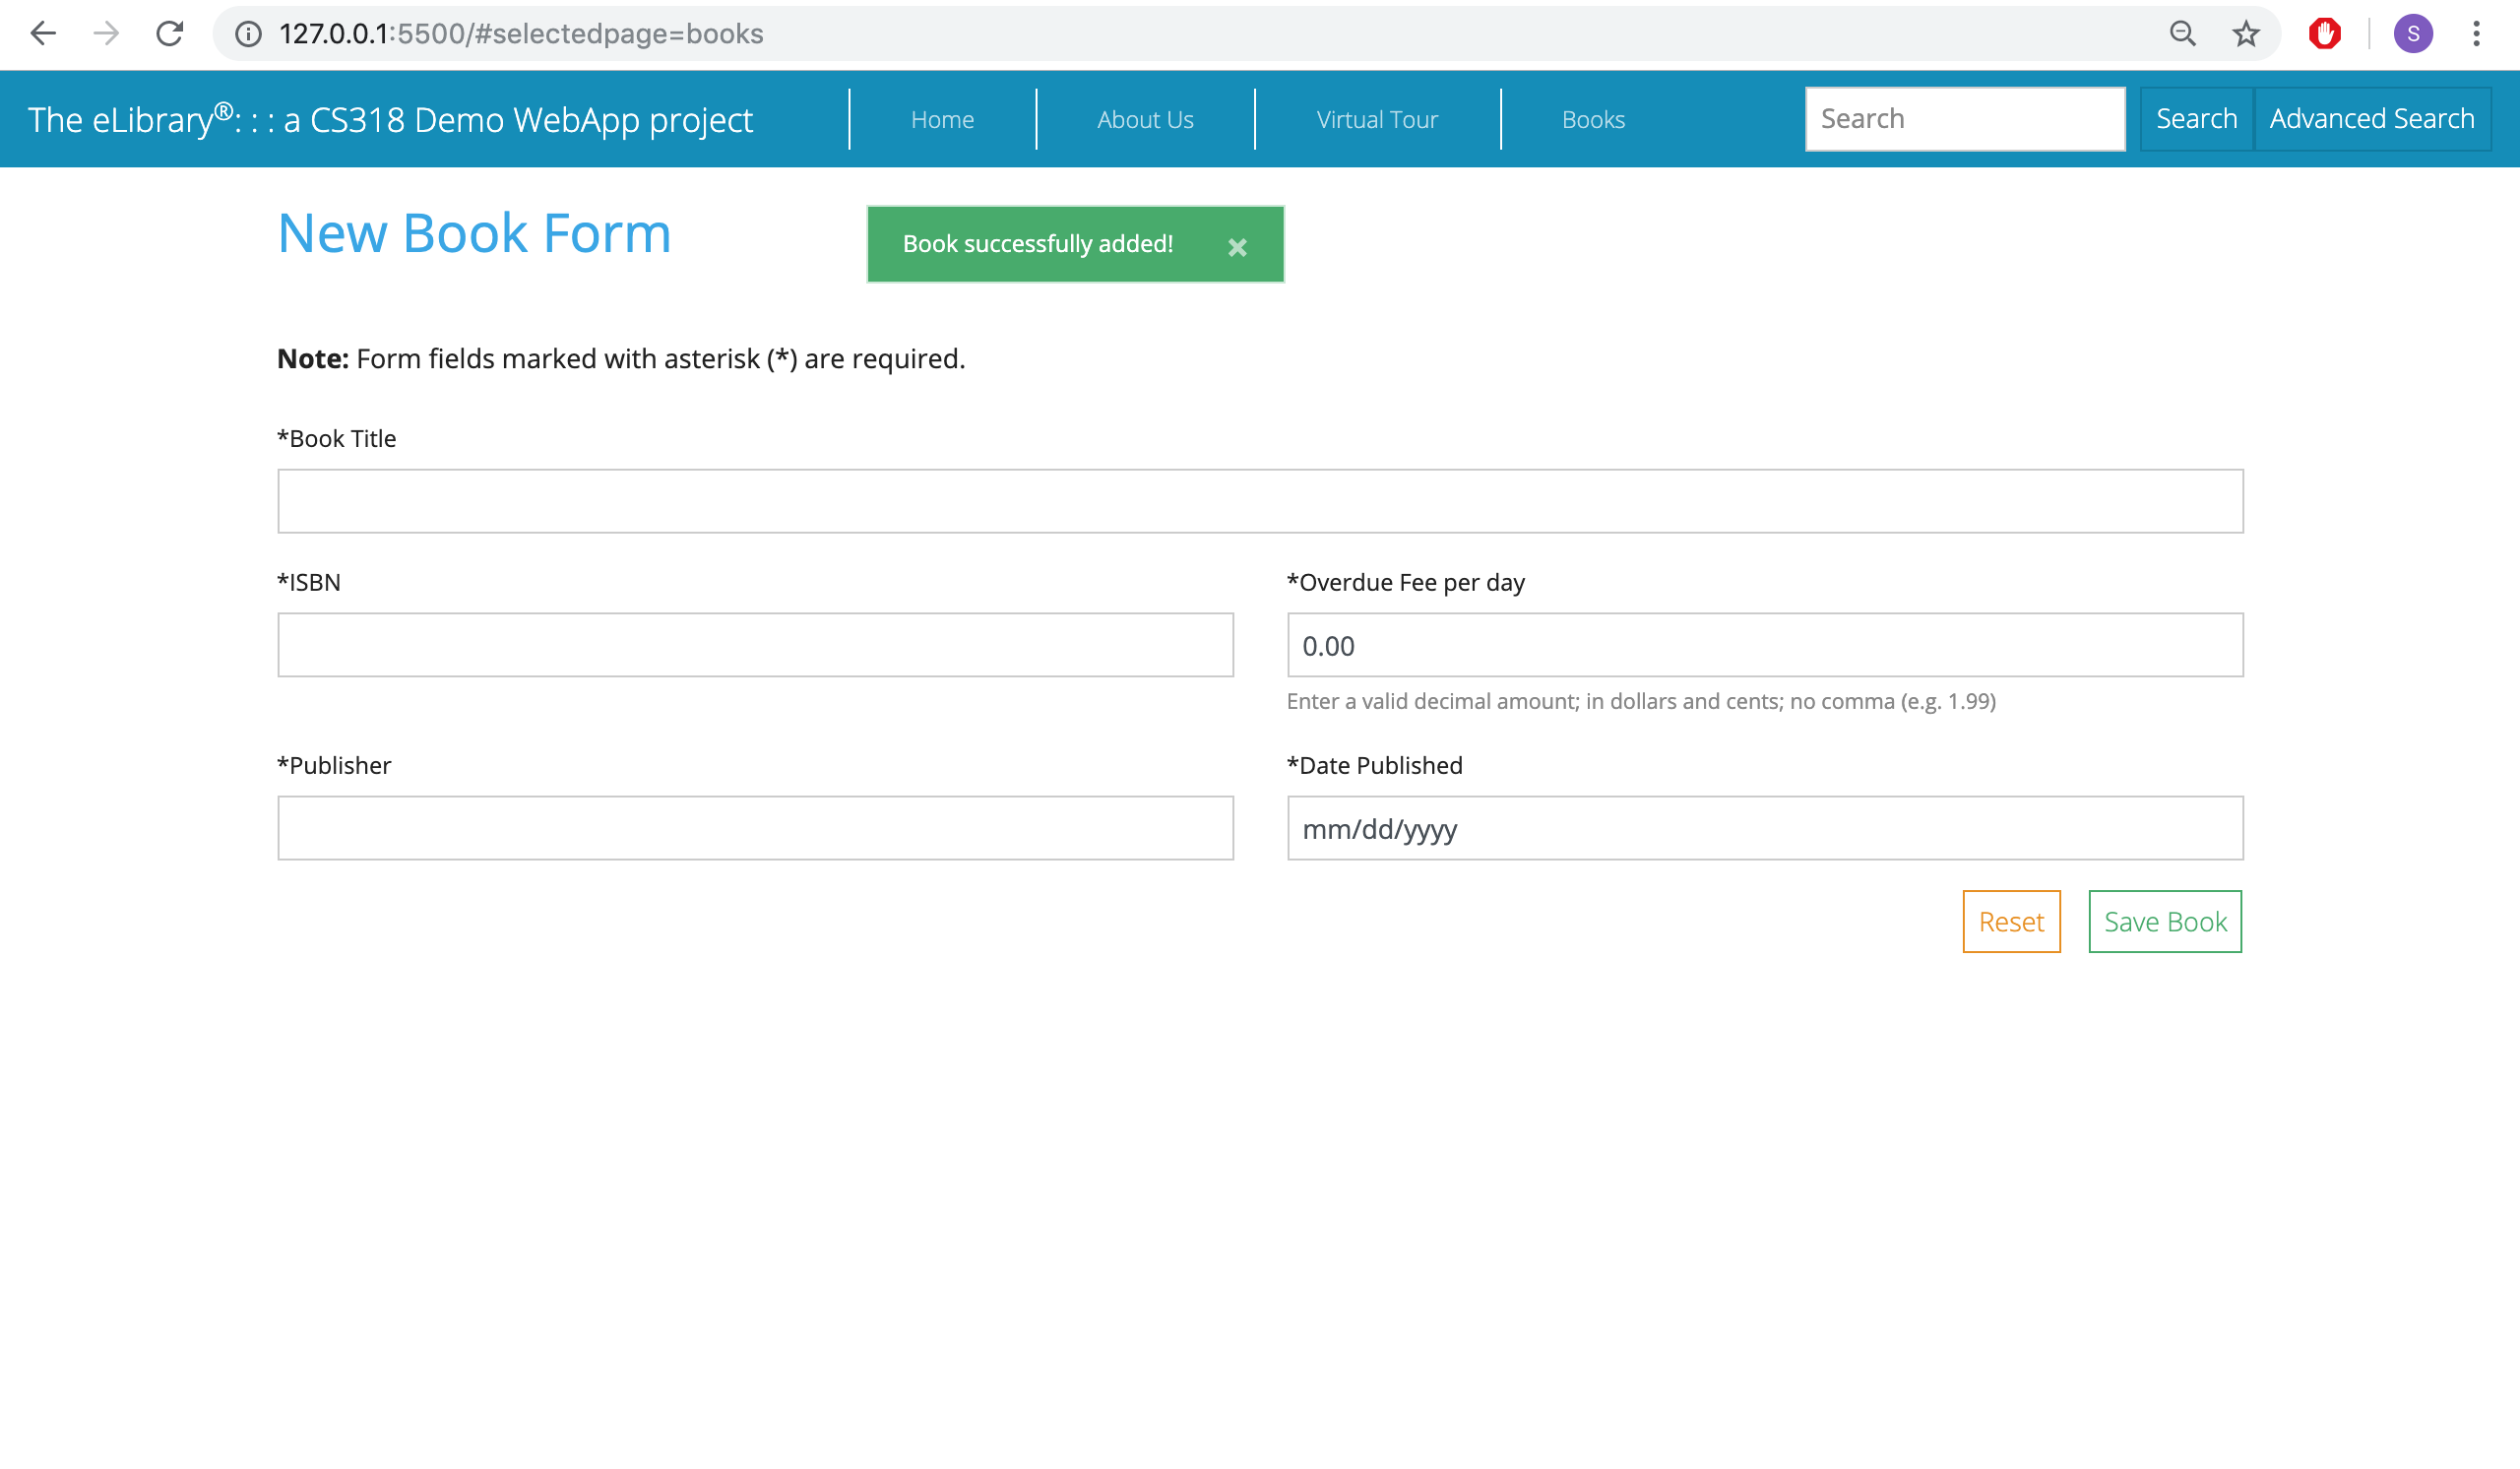 127.0.0.1:5500/#selectedpage=books
S
The eLibrary®: : : a CS318 Demo WebApp project
Home
About Us
Virtual Tour
Books
Search
Search
Advanced Search
New Book Form
Book successfully added!
×
Note: Form fields marked with asterisk (*) are required.
*Book Title
*ISBN
*Overdue Fee per day
0.00
Enter a valid decimal amount; in dollars and cents; no comma (e.g. 1.99)
*Publisher
*Date Published
mm/dd/yyyy
Reset
Save Book